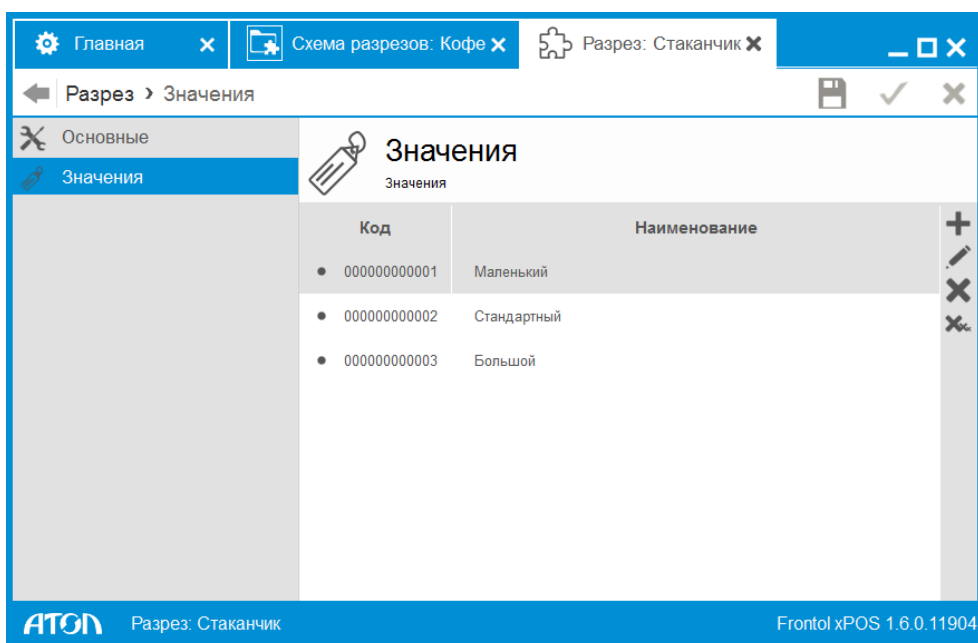 Главная
Схема разрезов: Кофе
Разрез: Стаканчик
Разрез › Значения
Основные
Значения
Значения
Значения
Код Наименование
000000000001 Маленький
000000000002 Стандартный
000000000003 Большой
АТОЛ Разрез: Стаканчик Frontol xPOS 1.6.0.11904